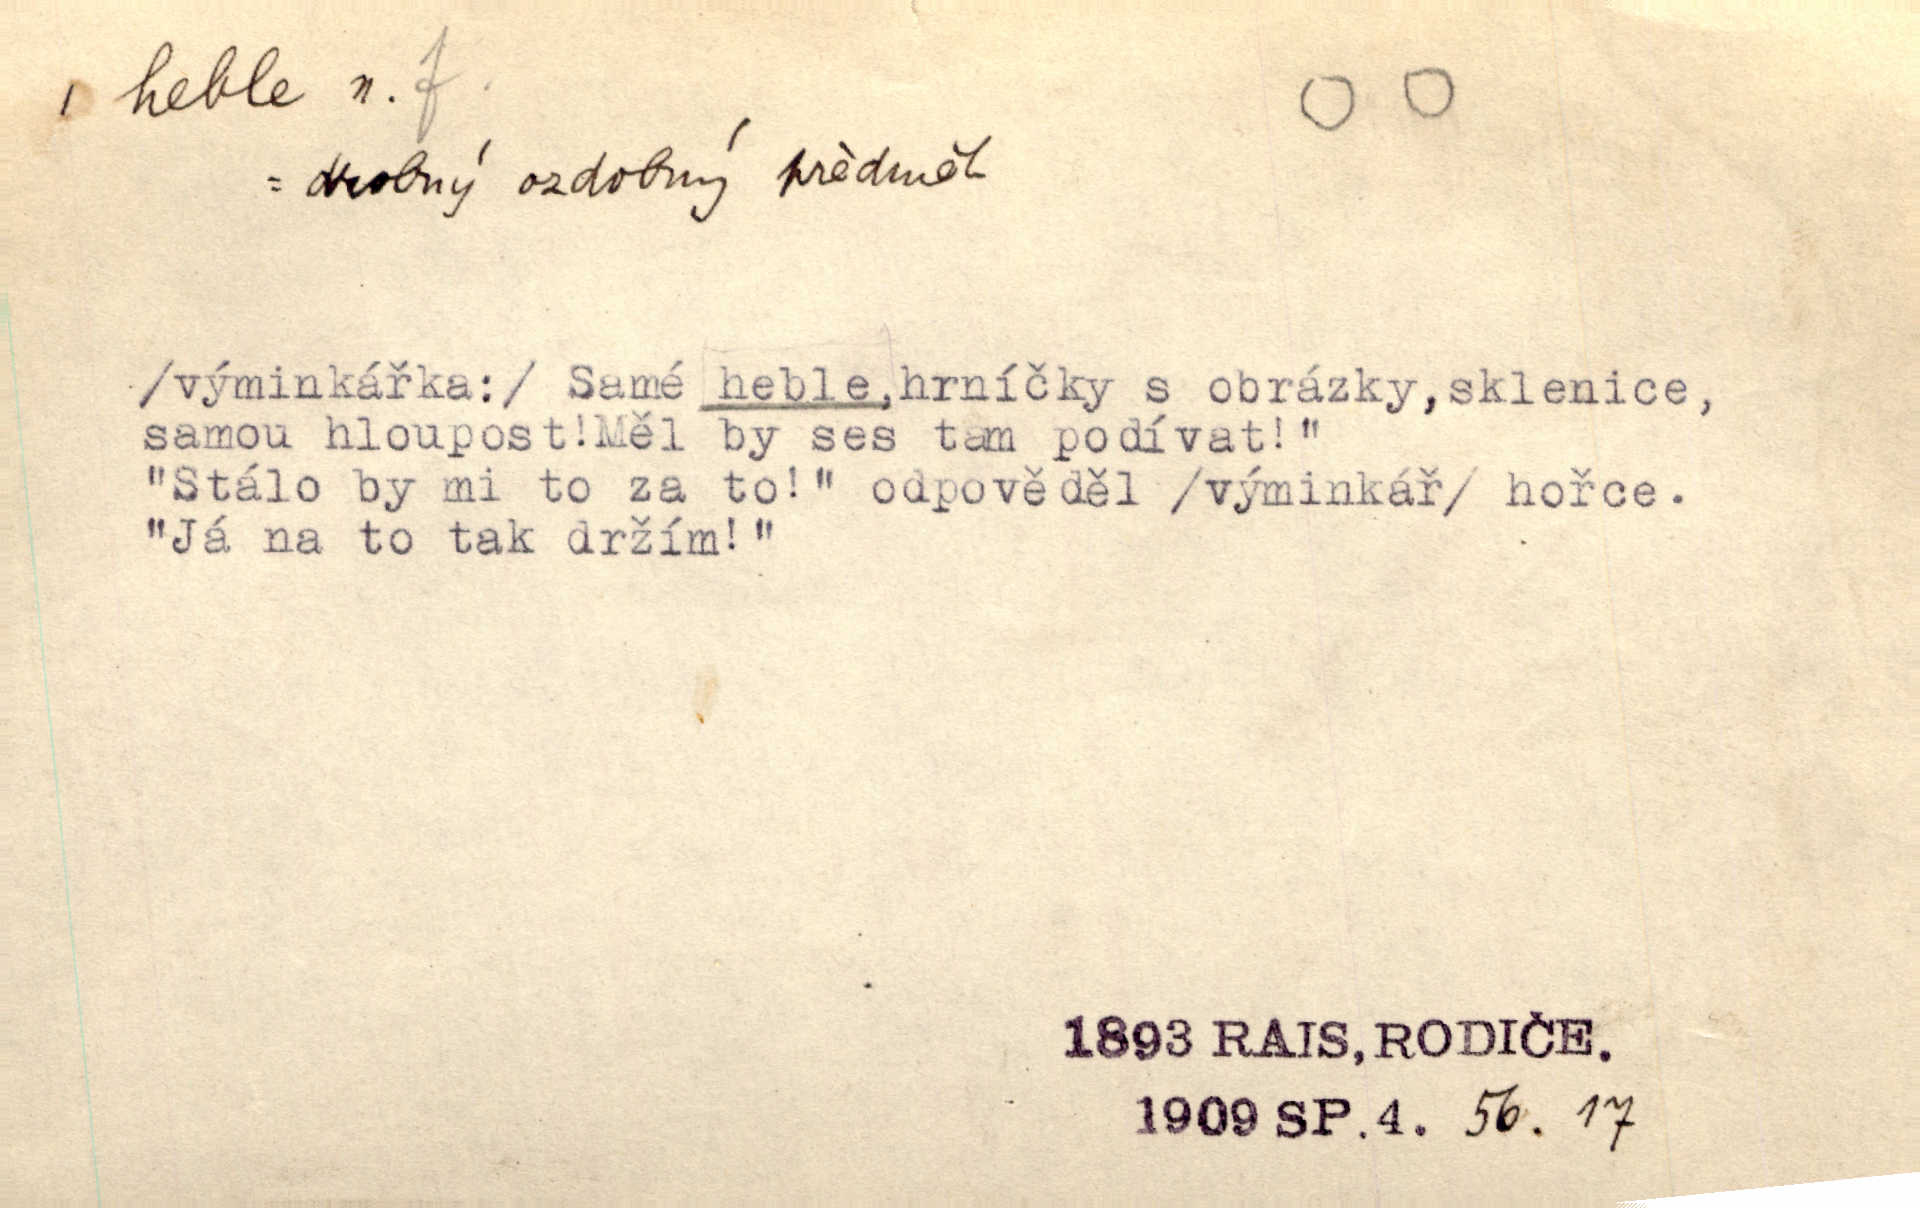 heble n. f.
= drobný ozdobný předmět
/výminkářka:/ Samé heble,hrníčky s obrázky,sklenice,
samou hloupost!Měl by ses tam podívat!"
"Stálo by mi to za to!" odpověděl /výminkář/ hořce.
"Já na to tak držím!"
1893 RAIS,RODIČE.
1909 SP.4. 56. 17